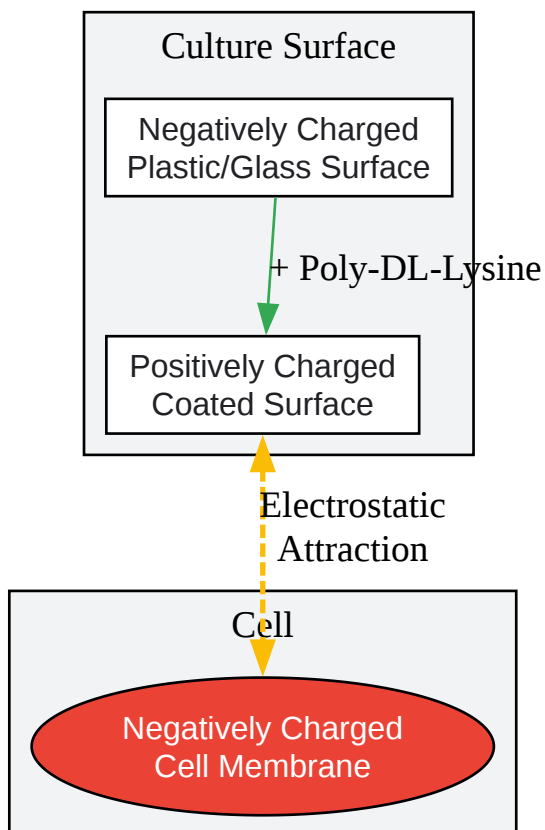 Culture Surface
Negatively Charged
Plastic/Glass Surface
+ Poly-DL-Lysine
Positively Charged
Coated Surface
Electrostatic
Attraction
Cell
Negatively Charged
Cell Membrane